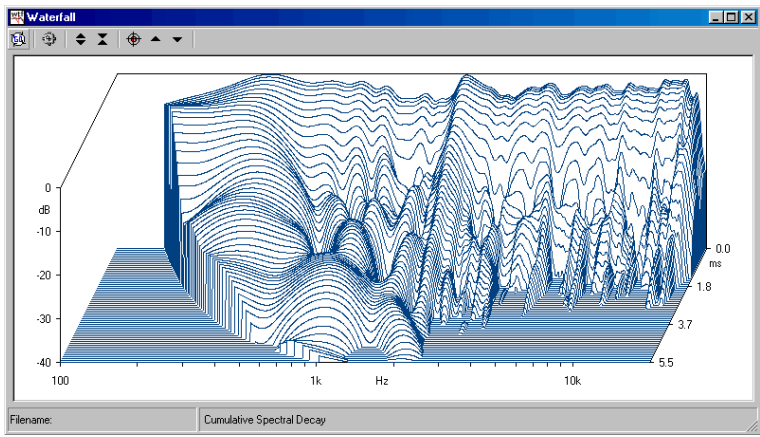 Waterfall
0
dB
-10
-20
-30
-40
100
1k
Hz
10k
0.0
ms
1.8
3.7
5.5
Filename:
Cumulative Spectral Decay